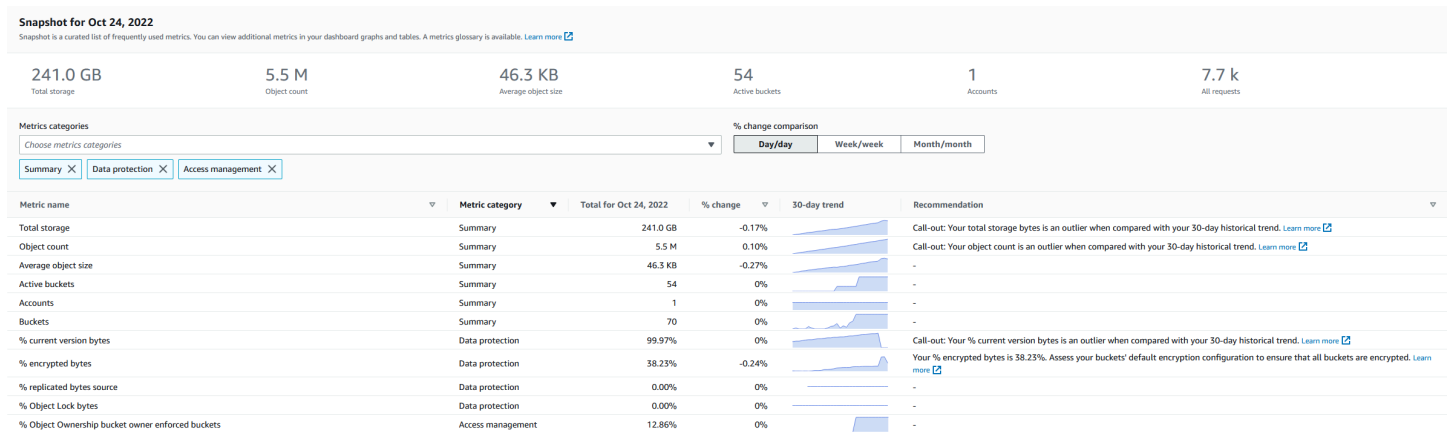 Snapshot for Oct 24, 2022
Snapshot is a curated list of frequently used metrics. You can view additional metrics in your dashboard graphs and tables. A metrics glossary is available. Learn more
241.0 GB 5.5 M 46.3 KB 54 1 7.7 k
Total storage Object count Average object size Active buckets Accounts All requests
Metrics categories % change comparison
Choose metrics categories Day/day Week/week Month/month
Summary Data protection Access management
Metric name Metric category Total for Oct 24, 2022 % change 30-day trend Recommendation
Total storage Summary 241.0 GB -0.17% Call-out: Your total storage bytes is an outlier when compared with your 30-day historical trend. Learn more
Object count Summary 5.5 M 0.10% Call-out: Your object count is an outlier when compared with your 30-day historical trend. Learn more
Average object size Summary 46.3 KB -0.27% -
Active buckets Summary 54 0% -
Accounts Summary 1 0% -
Buckets Summary 70 0% -
% current version bytes Data protection 99.97% 0% Call-out: Your % current version bytes is an outlier when compared with your 30-day historical trend. Learn more
% encrypted bytes Data protection 38.23% -0.24% Your % encrypted bytes is 38.23%. Assess your buckets' default encryption configuration to ensure that all buckets are encrypted. Learn
more
% replicated bytes source Data protection 0.00% 0% -
% Object Lock bytes Data protection 0.00% 0% -
% Object Ownership bucket owner enforced buckets Access management 12.86% 0% -